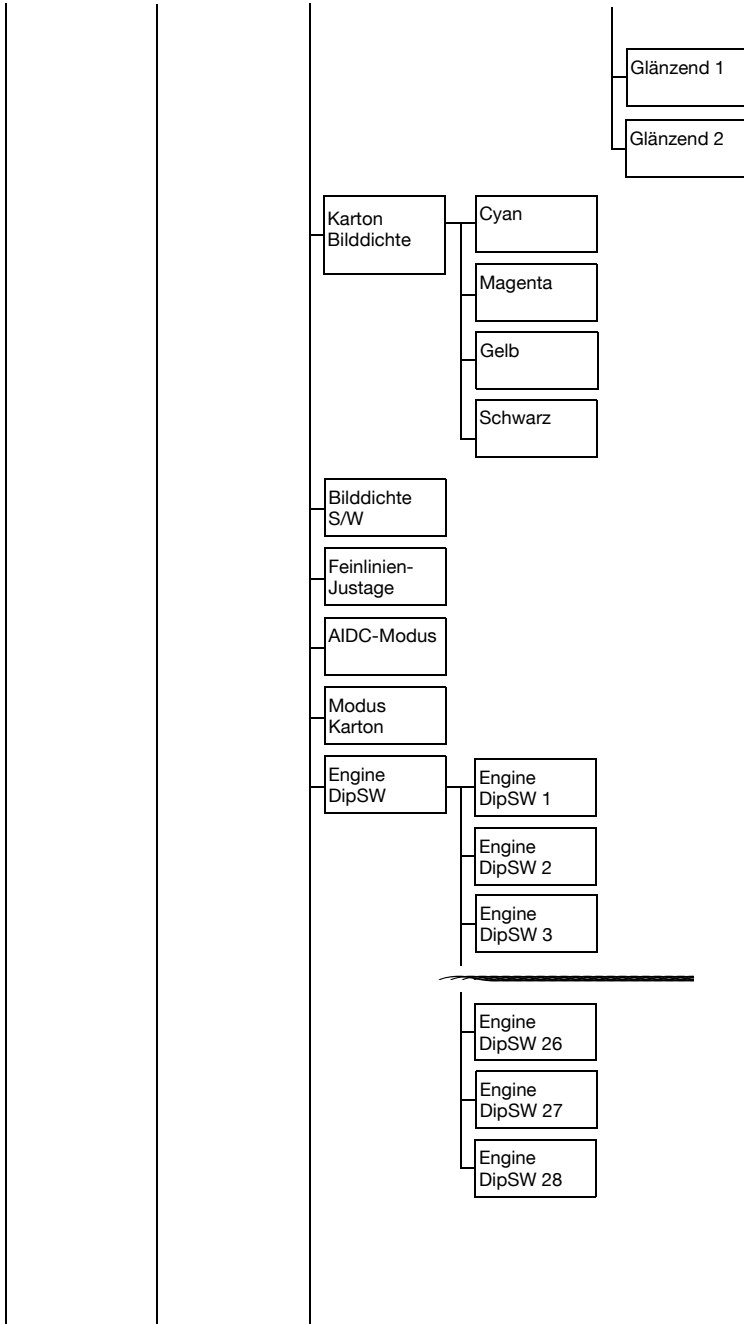 Glänzend 1
Glänzend 2
Karton
Bilddichte
Cyan
Magenta
Gelb
Schwarz
Bilddichte
S/W
Feinlinien-
Justage
AIDC-Modus
Modus
Karton
Engine
DipSW
Engine
DipSW 1
Engine
DipSW 2
Engine
DipSW 3
Engine
DipSW 26
Engine
DipSW 27
Engine
DipSW 28